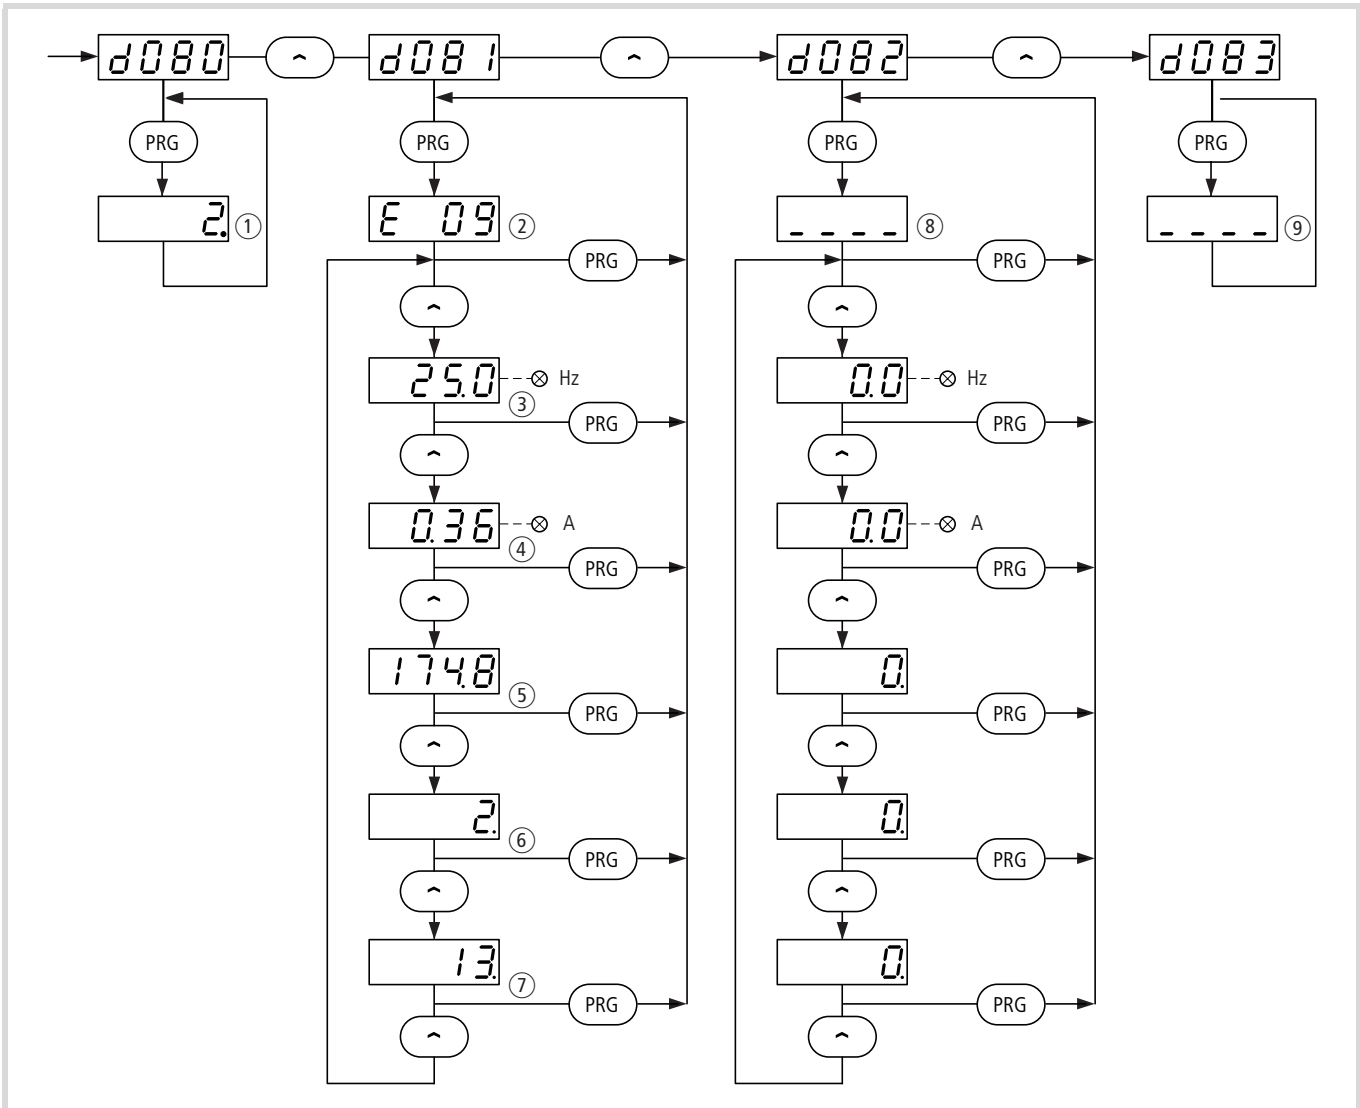 d080 ^ d081 ^ d082 ^ d083
PRG PRG PRG PRG
2. ① E 09 ② _ _ _ _ ⑧ _ _ _ _ ⑨
PRG PRG
^ ^
25.0 Hz 0.0 Hz
③ PRG PRG
^ ^
0.36 A 0.0 A
④ PRG PRG
^ ^
174.8 0.
⑤ PRG PRG
^ ^
2. 0.
⑥ PRG PRG
^ ^
13. 0.
⑦ PRG PRG
^ ^